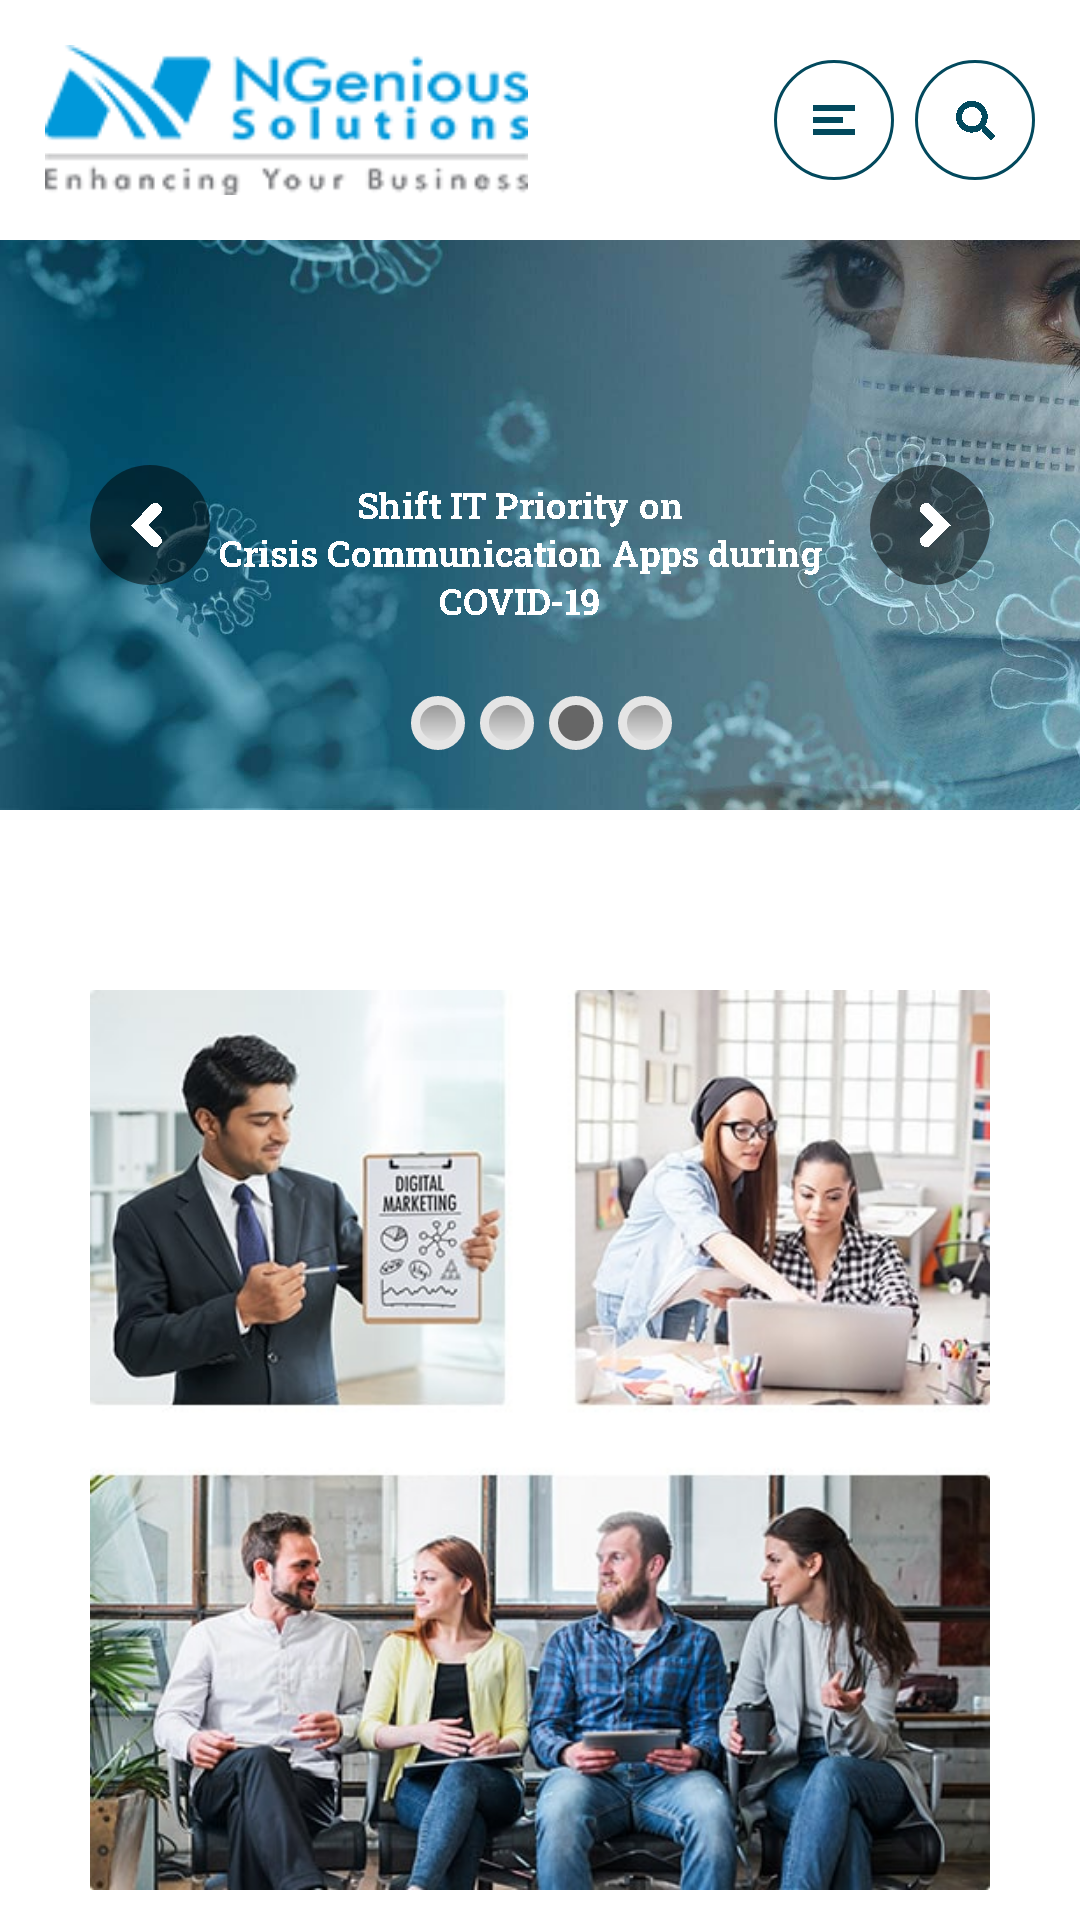 NGenious
Solutions
Enhancing Your Business
Shift IT Priority on
Crisis Communication Apps during
COVID-19
DIGITAL
MARKETING